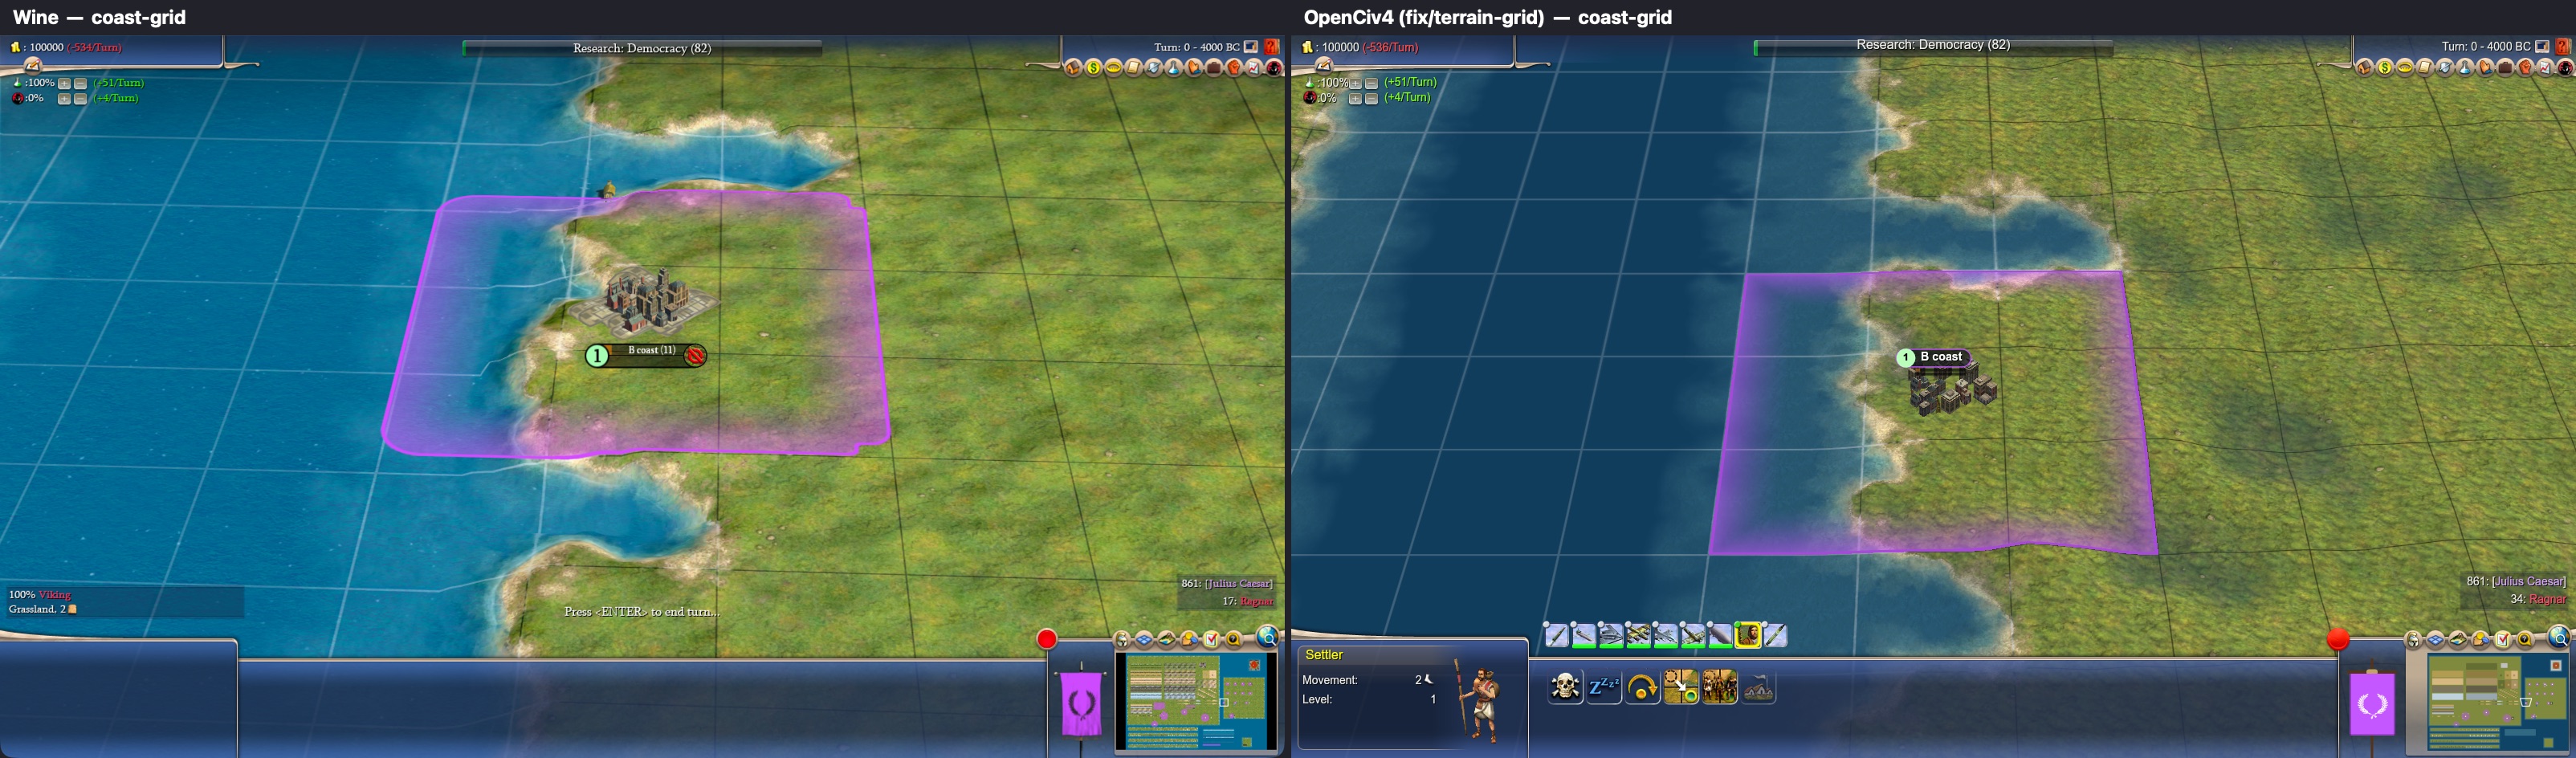 Wine — coast-grid
: 100000 (-534/Turn)
Research: Democracy (82)
Turn: 0 - 4000 BC
:100% (+51/Turn)
:0% (+4/Turn)
1 B coast (11)
100% Viking
Grassland, 2
Press <ENTER> to end turn...
861: [Julius Caesar]
17: Ragnar
OpenCiv4 (fix/terrain-grid) — coast-grid
: 100000 (-536/Turn)
Research: Democracy (82)
Turn: 0 - 4000 BC
:100% (+51/Turn)
:0% (+4/Turn)
1 B coast
861: [Julius Caesar]
34: Ragnar
Settler
Movement: 2
Level: 1
ZZZZ